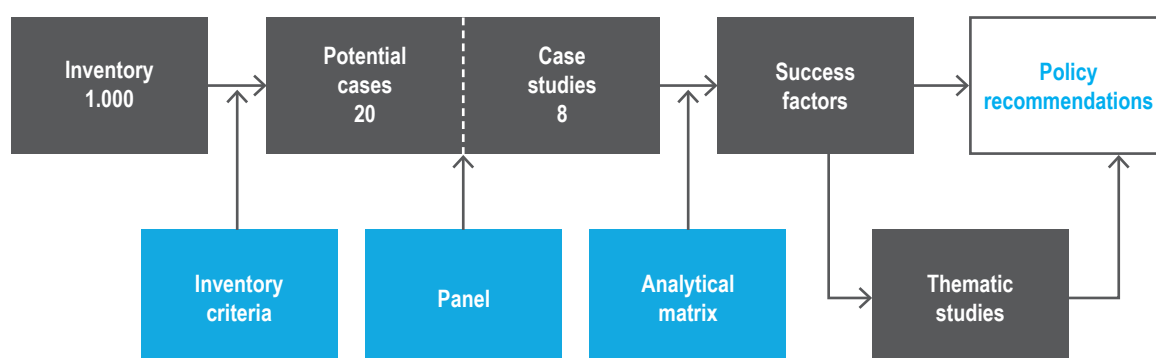 Inventory
1.000
Potential
cases
20
Case
studies
8
Success
factors
Policy
recommendations
Inventory
criteria
Panel
Analytical
matrix
Thematic
studies